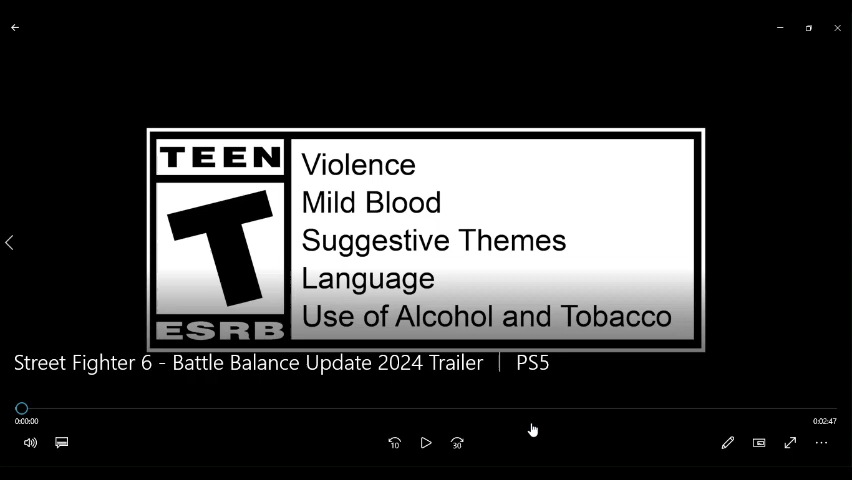 TEEN
T
ESRB
Violence
Mild Blood
Suggestive Themes
Language
Use of Alcohol and Tobacco
Street Fighter 6 - Battle Balance Update 2024 Trailer | PS5
0:00:00
0:02:47
10
30